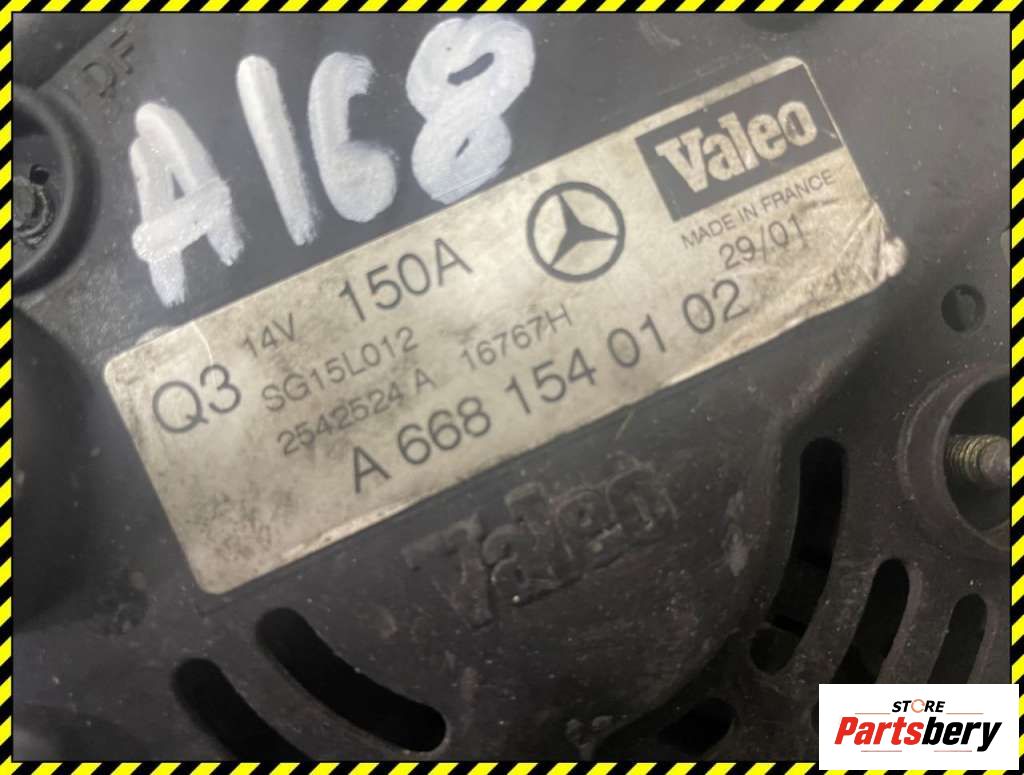 DF
A168
Valeo
MADE IN FRANCE
29/01
14V 150A
Q3 SG15L012
2542524 A 16767H
A 668 154 01 02
Valeo
STORE
Partsbery